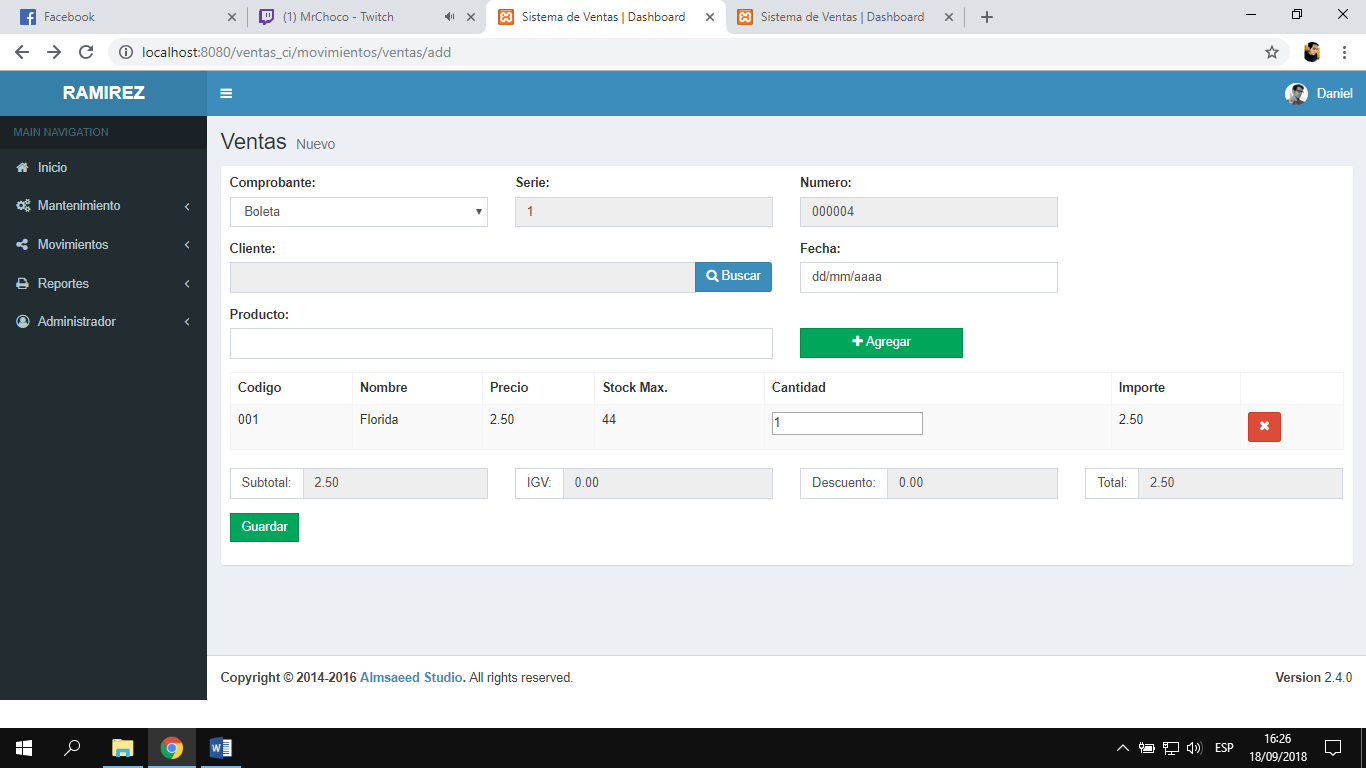 Facebook
(1) MrChoco - Twitch
Sistema de Ventas | Dashboard
Sistema de Ventas | Dashboard
localhost:8080/ventas_ci/movimientos/ventas/add
RAMIREZ
Daniel
MAIN NAVIGATION
Inicio
Mantenimiento
Movimientos
Reportes
Administrador
Ventas Nuevo
Comprobante: Serie: Numero:
Boleta 1 000004
Cliente: Fecha:
Buscar dd/mm/aaaa
Producto:
Agregar
Codigo Nombre Precio Stock Max. Cantidad Importe
001 Florida 2.50 44 1 2.50
Subtotal: 2.50 IGV: 0.00 Descuento: 0.00 Total: 2.50
Guardar
Copyright © 2014-2016 Almsaeed Studio. All rights reserved. Version 2.4.0
ESP
16:26
18/09/2018